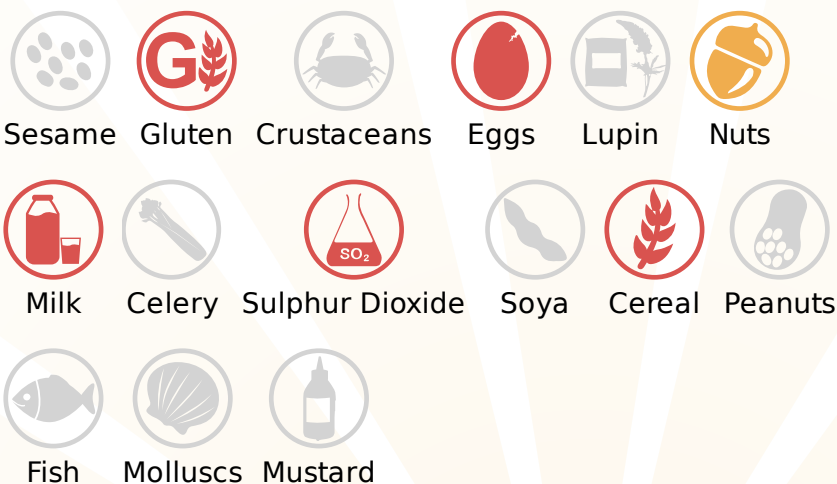 G
Sesame Gluten Crustaceans Eggs Lupin Nuts
SO₂
Milk Celery Sulphur Dioxide Soya Cereal Peanuts
Fish Molluscs Mustard